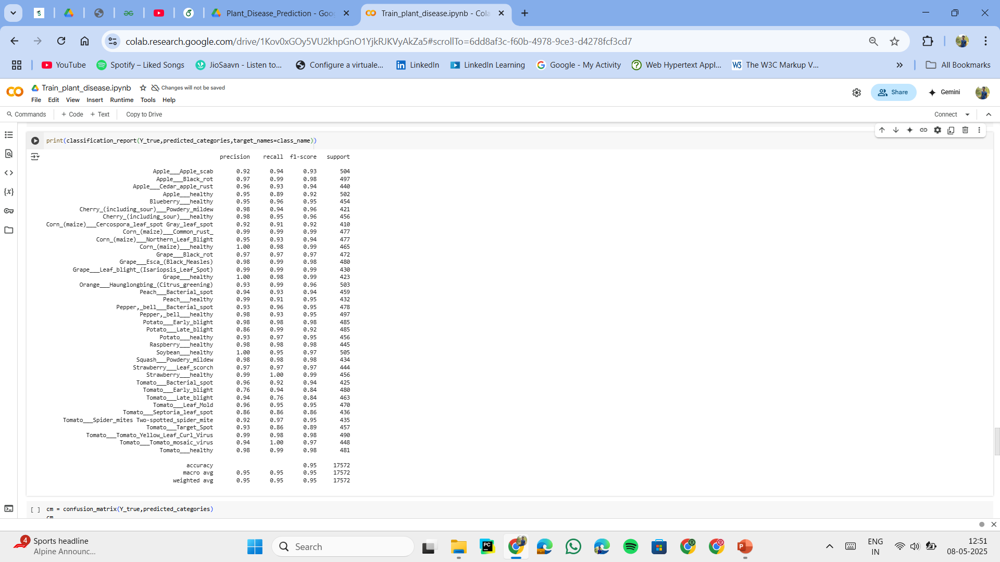 Plant_Disease_Prediction - Goo
Train_plant_disease.ipynb - Cola
colab.research.google.com/drive/1Kov0xGOy5VU2khpGnO1YjkRJKVyAkZa5#scrollTo=6dd8af3c-f60b-4978-9ce3-d4278fcf3cd7
YouTube Spotify – Liked Songs JioSaavn - Listen to... Configure a virtuale... LinkedIn LinkedIn Learning Google - My Activity Web Hypertext Appl... The W3C Markup V... » All Bookmarks
Train_plant_disease.ipynb Changes will not be saved
File Edit View Insert Runtime Tools Help
Share Gemini
Commands + Code + Text Copy to Drive Connect
print(classification_report(Y_true,predicted_categories,target_names=class_name))
precision recall f1-score support
Apple___Apple_scab 0.92 0.94 0.93 504
Apple___Black_rot 0.97 0.99 0.98 497
Apple___Cedar_apple_rust 0.96 0.93 0.94 440
Apple___healthy 0.95 0.89 0.92 502
Blueberry___healthy 0.95 0.96 0.95 454
Cherry_(including_sour)___Powdery_mildew 0.98 0.94 0.96 421
Cherry_(including_sour)___healthy 0.98 0.95 0.96 456
Corn_(maize)___Cercospora_leaf_spot Gray_leaf_spot 0.92 0.91 0.92 410
Corn_(maize)___Common_rust_ 0.99 0.99 0.99 477
Corn_(maize)___Northern_Leaf_Blight 0.95 0.93 0.94 477
Corn_(maize)___healthy 1.00 0.98 0.99 465
Grape___Black_rot 0.97 0.97 0.97 472
Grape___Esca_(Black_Measles) 0.98 0.99 0.98 480
Grape___Leaf_blight_(Isariopsis_Leaf_Spot) 0.99 0.99 0.99 430
Grape___healthy 1.00 0.98 0.99 423
Orange___Haunglongbing_(Citrus_greening) 0.93 0.99 0.96 503
Peach___Bacterial_spot 0.94 0.93 0.94 459
Peach___healthy 0.99 0.91 0.95 432
Pepper,_bell___Bacterial_spot 0.93 0.96 0.95 478
Pepper,_bell___healthy 0.98 0.93 0.95 497
Potato___Early_blight 0.98 0.98 0.98 485
Potato___Late_blight 0.86 0.99 0.92 485
Potato___healthy 0.93 0.97 0.95 456
Raspberry___healthy 0.98 0.98 0.98 445
Soybean___healthy 1.00 0.95 0.97 505
Squash___Powdery_mildew 0.98 0.98 0.98 434
Strawberry___Leaf_scorch 0.97 0.97 0.97 444
Strawberry___healthy 0.99 1.00 0.99 456
Tomato___Bacterial_spot 0.96 0.92 0.94 425
Tomato___Early_blight 0.76 0.94 0.84 480
Tomato___Late_blight 0.94 0.76 0.84 463
Tomato___Leaf_Mold 0.96 0.95 0.95 470
Tomato___Septoria_leaf_spot 0.86 0.86 0.86 436
Tomato___Spider_mites Two-spotted_spider_mite 0.92 0.97 0.95 435
Tomato___Target_Spot 0.93 0.86 0.89 457
Tomato___Tomato_Yellow_Leaf_Curl_Virus 0.99 0.98 0.98 490
Tomato___Tomato_mosaic_virus 0.94 1.00 0.97 448
Tomato___healthy 0.98 0.99 0.98 481
accuracy 0.95 17572
macro avg 0.95 0.95 0.95 17572
weighted avg 0.95 0.95 0.95 17572
[ ] cm = confusion_matrix(Y_true,predicted_categories)
cm
4 Sports headline
Alpine Announc...
Search
ENG
IN
12:51
08-05-2025